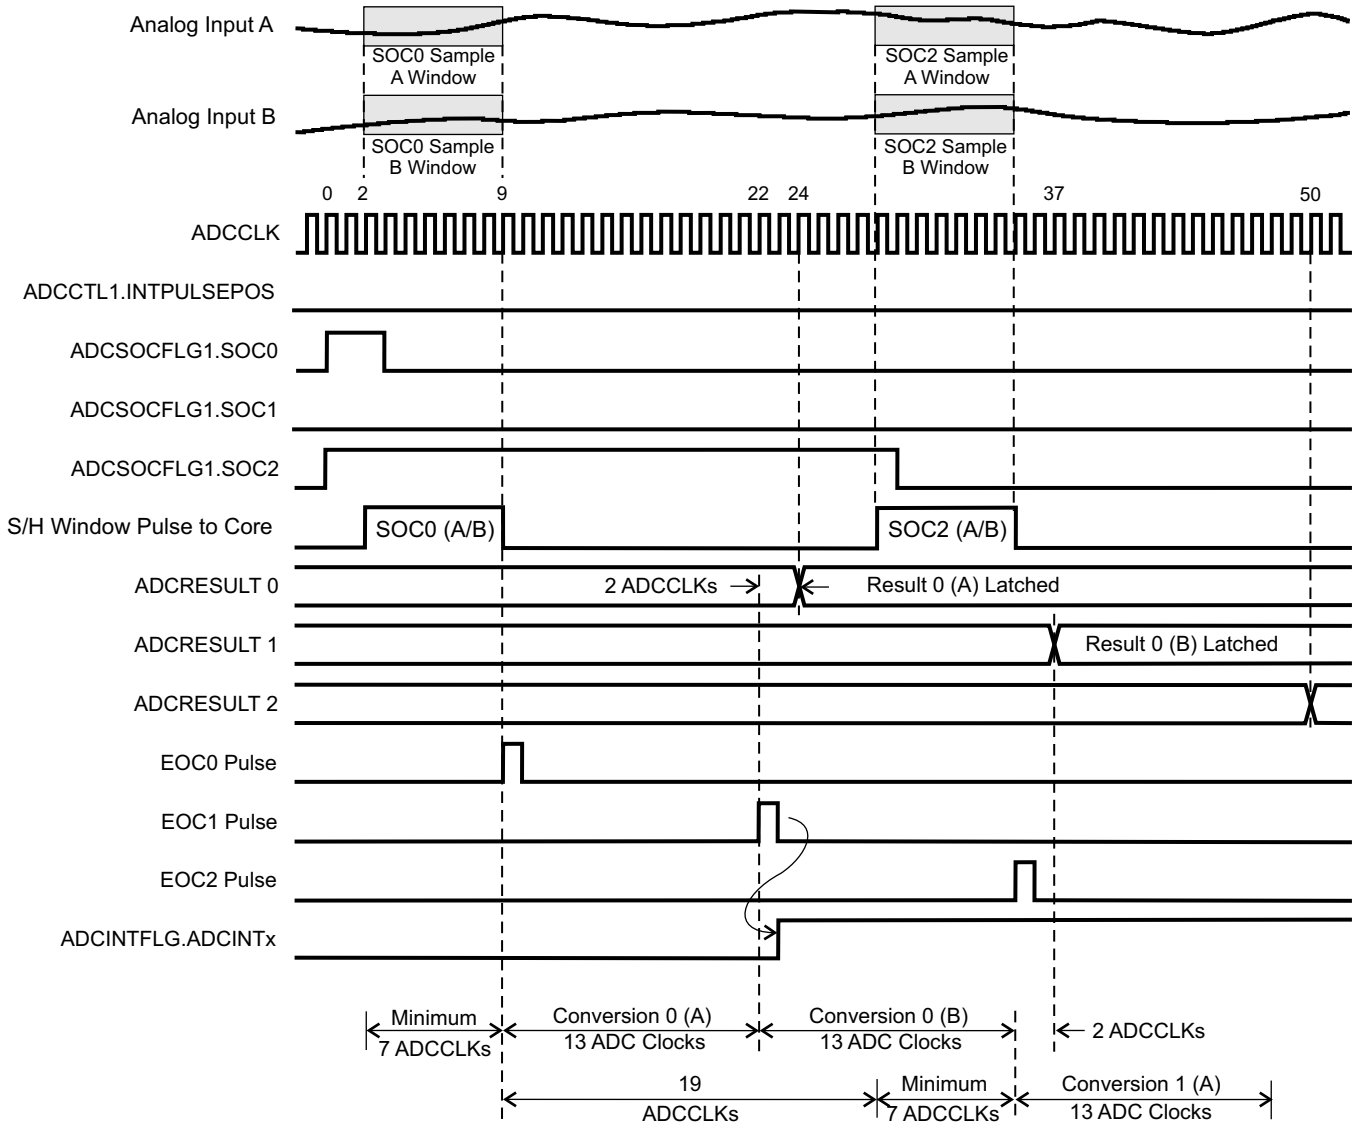 Analog Input A
SOC0 Sample
A Window
SOC2 Sample
A Window
Analog Input B
SOC0 Sample
B Window
SOC2 Sample
B Window
0 2 9 22 24 37 50
ADCCLK
ADCCTL1.INTPULSEPOS
ADCSOCFLG1.SOC0
ADCSOCFLG1.SOC1
ADCSOCFLG1.SOC2
S/H Window Pulse to Core
SOC0 (A/B)
SOC2 (A/B)
ADCRESULT 0
2 ADCCLKs
Result 0 (A) Latched
ADCRESULT 1
Result 0 (B) Latched
ADCRESULT 2
EOC0 Pulse
EOC1 Pulse
EOC2 Pulse
ADCINTFLG.ADCINTx
Minimum
7 ADCCLKs
Conversion 0 (A)
13 ADC Clocks
Conversion 0 (B)
13 ADC Clocks
2 ADCCLKs
19
ADCCLKs
Minimum
7 ADCCLKs
Conversion 1 (A)
13 ADC Clocks